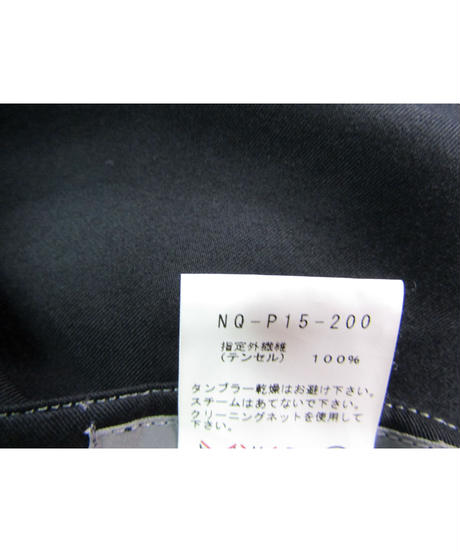 NQ-P15-200
指定外繊維
(テンセル) 100%
タンブラー乾燥はお避け下さい。
スチームはあてないで下さい。
クリーニングネットを使用して
下さい。